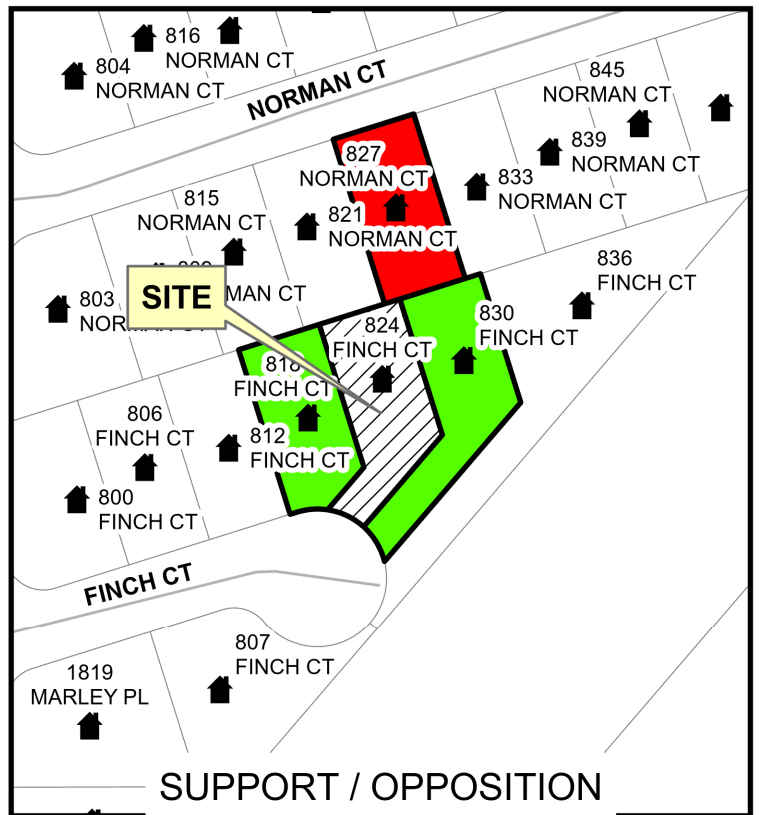 816
NORMAN CT
804
NORMAN CT
NORMAN CT
845
NORMAN CT
839
NORMAN CT
833
NORMAN CT
827
NORMAN CT
821
NORMAN CT
815
NORMAN CT
MAN CT
803
SITE
836
FINCH CT
830
FINCH CT
824
FINCH CT
818
FINCH CT
812
FINCH CT
806
FINCH CT
800
FINCH CT
FINCH CT
807
FINCH CT
1819
MARLEY PL
SUPPORT / OPPOSITION